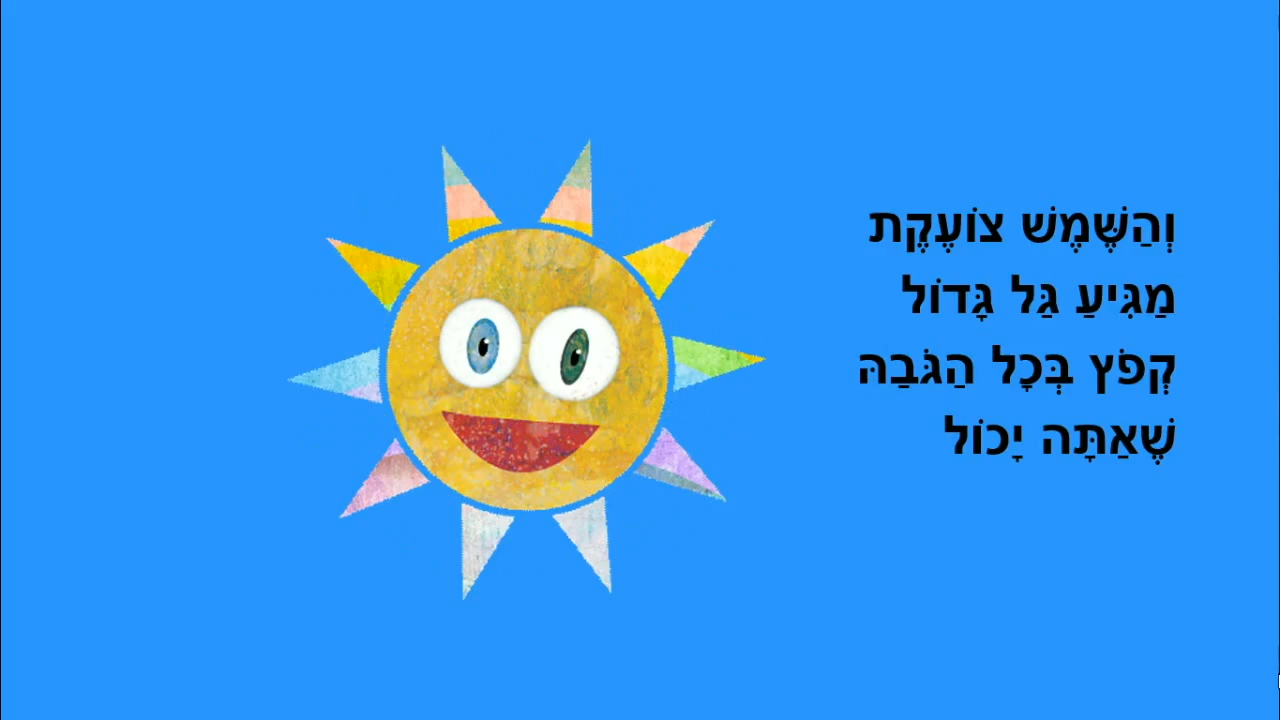 וְהַשֶּׁמֶשׁ צוֹעֶקֶת
מַגִּיעַ גַּל גָּדוֹל
קְפֹץ בְּכָל הַגֹּבַהּ
שֶׁאַתָּה יָכוֹל